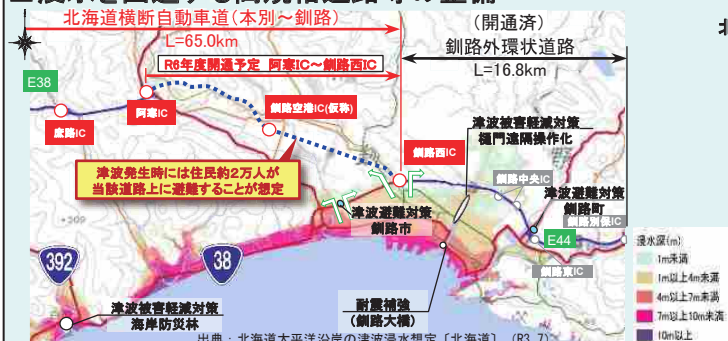 北海道横断自動車道(本別～釧路)
L=65.0km
R6年度開通予定 阿寒IC～釧路西IC
(開通済)
釧路外環状道路
L=16.8km
E38
庶路IC
阿寒IC
釧路空港IC(仮称)
釧路西IC
津波被害軽減対策
樋門遠隔操作化
津波発生時には住民約2万人が
当該道路上に避難することが想定
釧路中央IC
津波避難対策
釧路町
釧路別保IC
津波避難対策
釧路市
E44
釧路東IC
392
38
津波被害軽減対策
海岸防災林
耐震補強
(釧路大橋)
出典：北海道太平洋沿岸の津波浸水想定〔北海道〕(R3.7)
浸水深(m)
1m未満
1m以上4m未満
4m以上7m未満
7m以上10m未満
10m以上